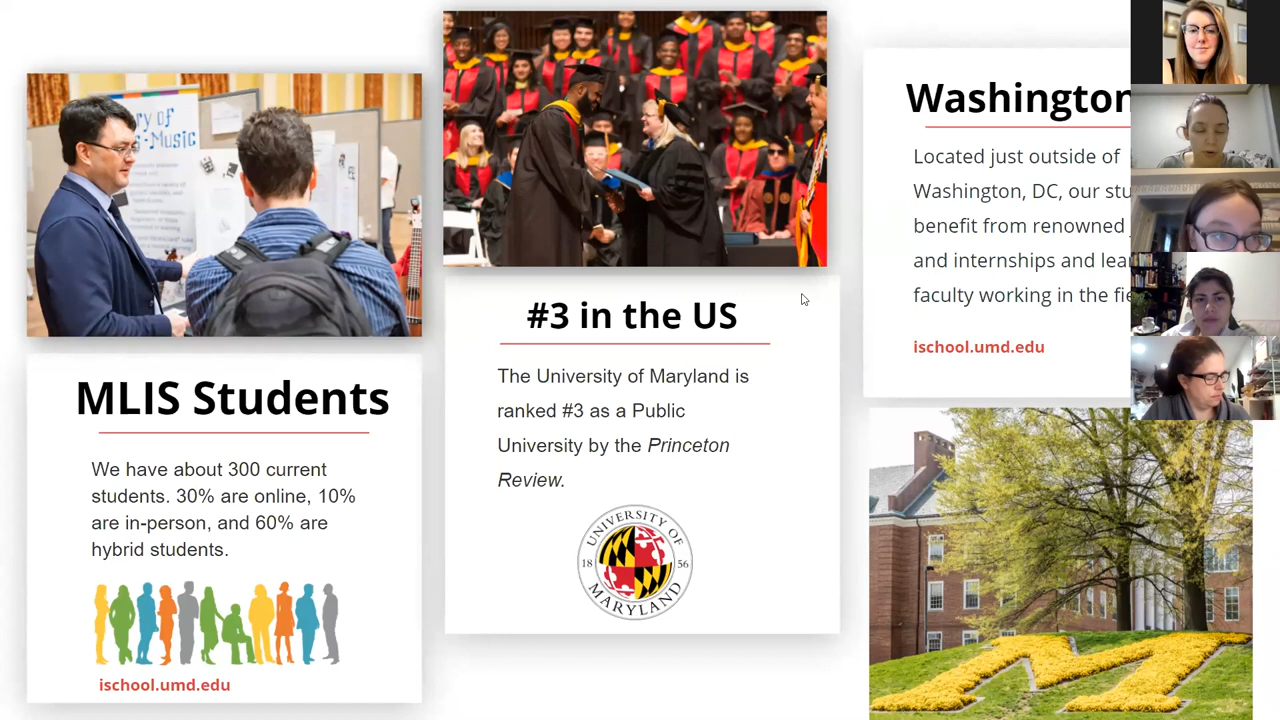 ry of
s-Music
MLIS Students
We have about 300 current
students. 30% are online, 10%
are in-person, and 60% are
hybrid students.
ischool.umd.edu
#3 in the US
The University of Maryland is
ranked #3 as a Public
University by the Princeton
Review.
UNIVERSITY OF
18 56
MARYLAND
Washington
Located just outside of
Washington, DC, our stu
benefit from renowned
and internships and lea
faculty working in the fie
ischool.umd.edu
M